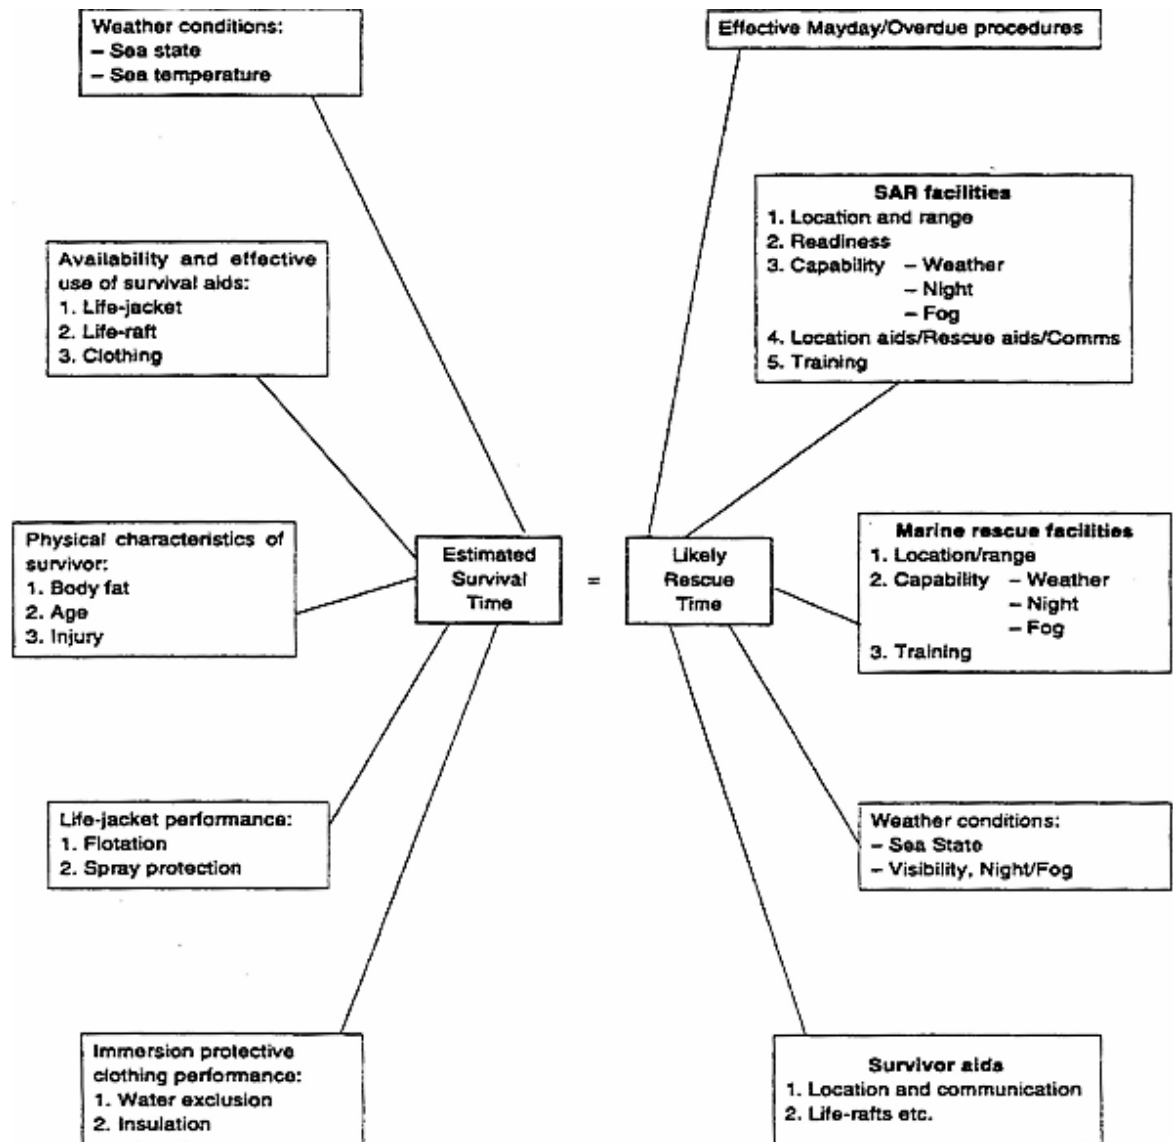 Weather conditions:
– Sea state
– Sea temperature
Effective Mayday/Overdue procedures
SAR facilities
1. Location and range
2. Readiness
3. Capability – Weather
– Night
– Fog
4. Location aids/Rescue aids/Comms
5. Training
Availability and effective
use of survival aids:
1. Life-jacket
2. Life-raft
3. Clothing
Physical characteristics of
survivor:
1. Body fat
2. Age
3. Injury
Estimated
Survival
Time
=
Likely
Rescue
Time
Marine rescue facilities
1. Location/range
2. Capability – Weather
– Night
– Fog
3. Training
Life-jacket performance:
1. Flotation
2. Spray protection
Weather conditions:
– Sea State
– Visibility, Night/Fog
Immersion protective
clothing performance:
1. Water exclusion
2. Insulation
Survivor aids
1. Location and communication
2. Life-rafts etc.